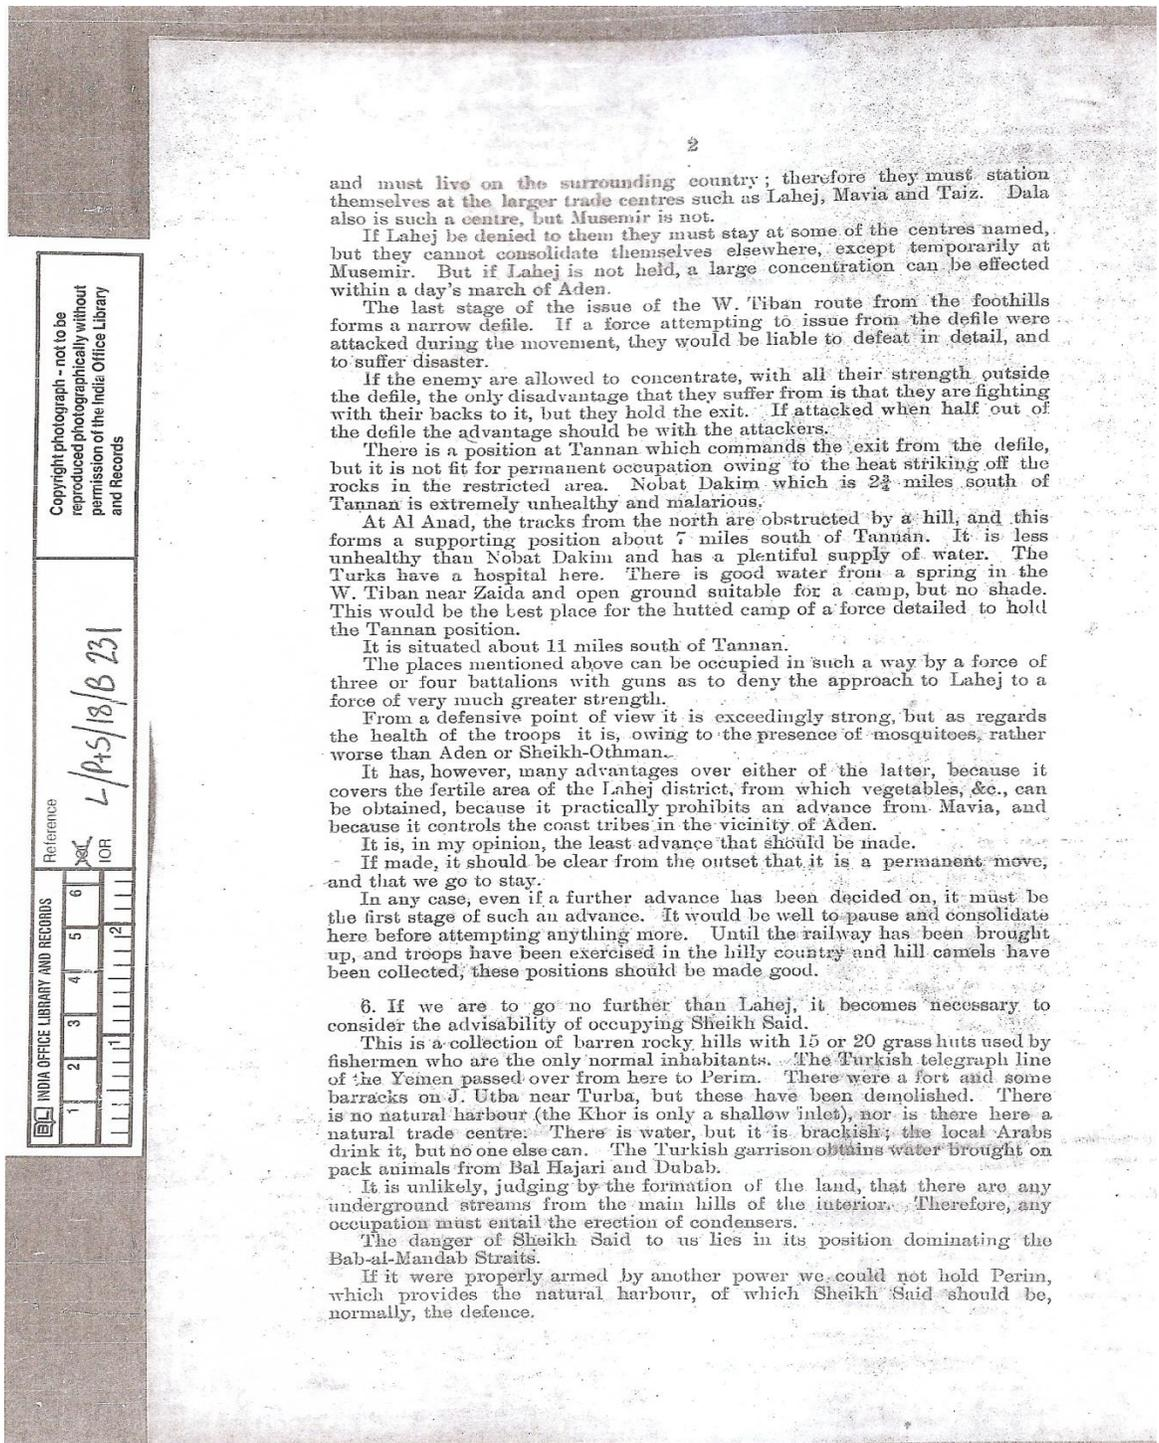 2
and must live on the surrounding country; therefore they must station
themselves at the larger trade centres such as Lahej, Mavia and Taiz. Dala
also is such a centre, but Musemir is not.
If Lahej be denied to them they must stay at some of the centres named,
but they cannot consolidate themselves elsewhere, except temporarily at
Musemir. But if Lahej is not held, a large concentration can be effected
within a day's march of Aden.
The last stage of the issue of the W. Tiban route from the foothills
forms a narrow defile. If a force attempting to issue from the defile were
attacked during the movement, they would be liable to defeat in detail, and
to suffer disaster.
If the enemy are allowed to concentrate, with all their strength outside
the defile, the only disadvantage that they suffer from is that they are fighting
with their backs to it, but they hold the exit. If attacked when half out of
the defile the advantage should be with the attackers.
There is a position at Tannan which commands the exit from the defile,
but it is not fit for permanent occupation owing to the heat striking off the
rocks in the restricted area. Nobat Dakim which is 2¾ miles south of
Tannan is extremely unhealthy and malarious.
At Al Anad, the tracks from the north are obstructed by a hill, and this
forms a supporting position about 7 miles south of Tannan. It is less
unhealthy than Nobat Dakim and has a plentiful supply of water. The
Turks have a hospital here. There is good water from a spring in the
W. Tiban near Zaida and open ground suitable for a camp, but no shade.
This would be the best place for the hutted camp of a force detailed to hold
the Tannan position.
It is situated about 11 miles south of Tannan.
The places mentioned above can be occupied in such a way by a force of
three or four battalions with guns as to deny the approach to Lahej to a
force of very much greater strength.
From a defensive point of view it is exceedingly strong, but as regards
the health of the troops it is, owing to the presence of mosquitoes, rather
worse than Aden or Sheikh-Othman.
It has, however, many advantages over either of the latter, because it
covers the fertile area of the Lahej district, from which vegetables, &c., can
be obtained, because it practically prohibits an advance from Mavia, and
because it controls the coast tribes in the vicinity of Aden.
It is, in my opinion, the least advance that should be made.
If made, it should be clear from the outset that it is a permanent move,
and that we go to stay.
In any case, even if a further advance has been decided on, it must be
the first stage of such an advance. It would be well to pause and consolidate
here before attempting anything more. Until the railway has been brought
up, and troops have been exercised in the hilly country and hill camels have
been collected, these positions should be made good.
6. If we are to go no further than Lahej, it becomes necessary to
consider the advisability of occupying Sheikh Said.
This is a collection of barren rocky hills with 15 or 20 grass huts used by
fishermen who are the only normal inhabitants. The Turkish telegraph line
of the Yemen passed over from here to Perim. There were a fort and some
barracks on J. Utba near Turba, but these have been demolished. There
is no natural harbour (the Khor is only a shallow inlet), nor is there here a
natural trade centre. There is water, but it is brackish; the local Arabs
drink it, but no one else can. The Turkish garrison obtains water brought on
pack animals from Bal Hajari and Dubab.
It is unlikely, judging by the formation of the land, that there are any
underground streams from the main hills of the interior. Therefore, any
occupation must entail the erection of condensers.
The danger of Sheikh Said to us lies in its position dominating the
Bab-al-Mandab Straits.
If it were properly armed by another power we could not hold Perim,
which provides the natural harbour, of which Sheikh Said should be,
normally, the defence.
Copyright photograph - not to be
reproduced photographically without
permission of the India Office Library
and Records
Reference
IOR
L/P+S/18/B 231
BL INDIA OFFICE LIBRARY AND RECORDS
1 2 3 4 5 6
1 2